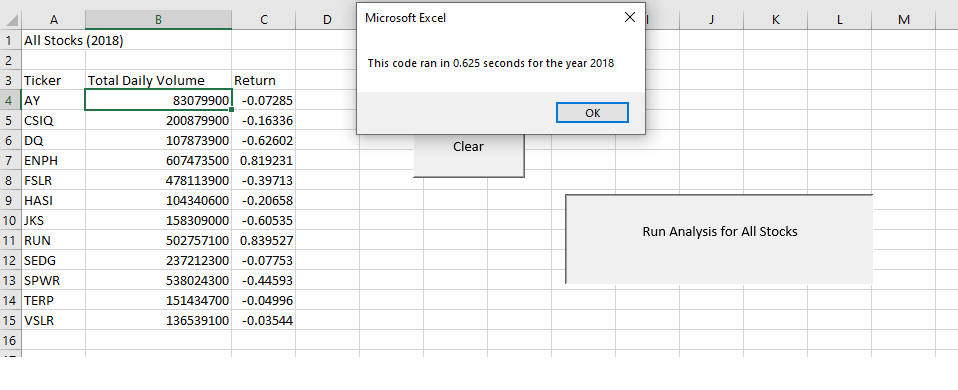 A B C D I J K L M
Microsoft Excel
This code ran in 0.625 seconds for the year 2018
OK
1 All Stocks (2018)
2
3 Ticker Total Daily Volume Return
4 AY 83079900 -0.07285
5 CSIQ 200879900 -0.16336
6 DQ 107873900 -0.62602
7 ENPH 607473500 0.819231
8 FSLR 478113900 -0.39713
9 HASI 104340600 -0.20658
10 JKS 158309000 -0.60535
11 RUN 502757100 0.839527
12 SEDG 237212300 -0.07753
13 SPWR 538024300 -0.44593
14 TERP 151434700 -0.04996
15 VSLR 136539100 -0.03544
16
Clear
Run Analysis for All Stocks